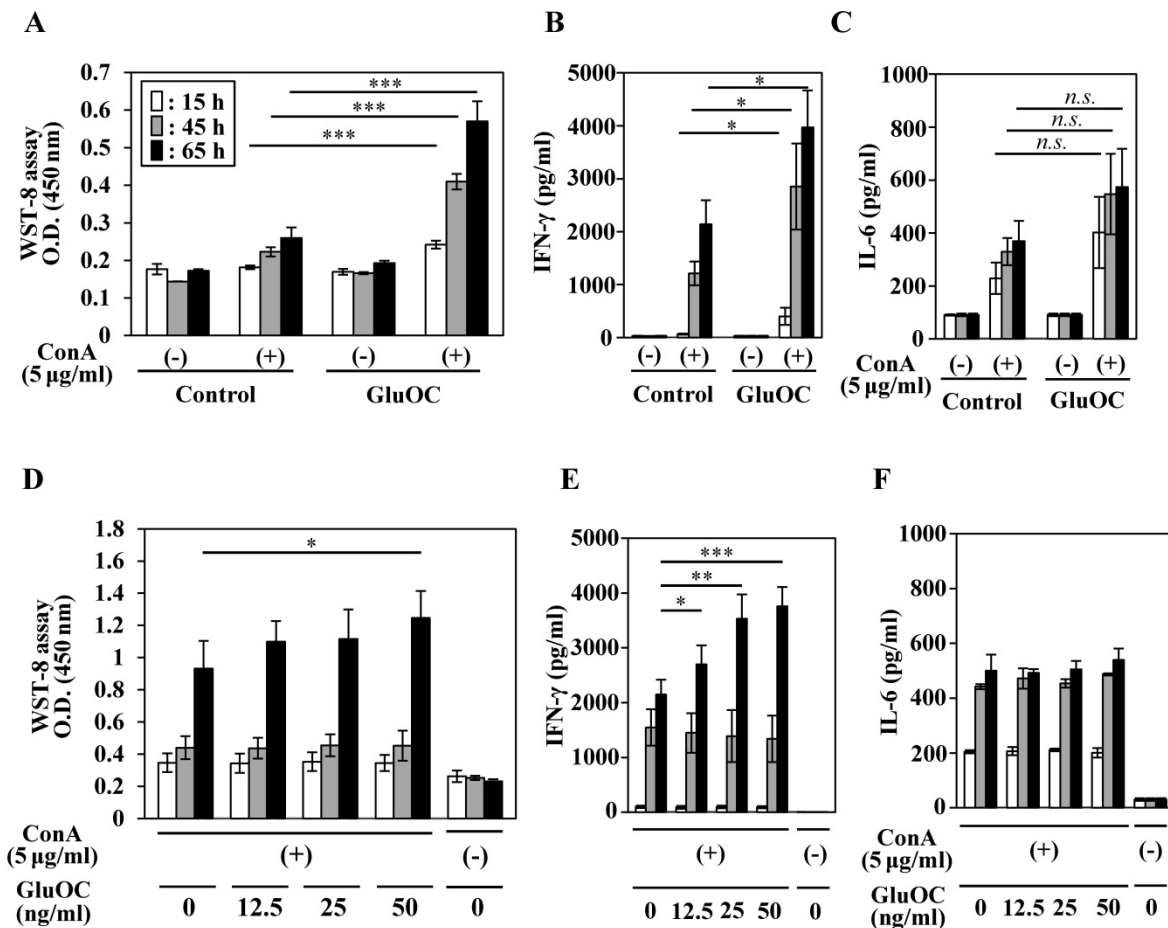 A
WST-8 assay
O.D. (450 nm)
0.7
0.6
0.5
0.4
0.3
0.2
0.1
0
: 15 h
: 45 h
: 65 h
***
***
***
ConA
(5 µg/ml)
(-) (+) (-) (+)
Control GluOC
B
IFN-γ (pg/ml)
5000
4000
3000
2000
1000
0
*
*
*
(-) (+) (-) (+)
Control GluOC
C
IL-6 (pg/ml)
1000
800
600
400
200
0
n.s.
n.s.
n.s.
ConA
(5 µg/ml)
(-) (+) (-) (+)
Control GluOC
D
WST-8 assay
O.D. (450 nm)
1.8
1.6
1.4
1.2
1
0.8
0.6
0.4
0.2
0
*
ConA
(5 µg/ml)
(+) (-)
GluOC
(ng/ml)
0 12.5 25 50 0
E
IFN-γ (pg/ml)
5000
4000
3000
2000
1000
0
***
**
*
(+) (-)
0 12.5 25 50 0
F
IL-6 (pg/ml)
1000
800
600
400
200
0
ConA
(5 µg/ml)
(+) (-)
GluOC
(ng/ml)
0 12.5 25 50 0